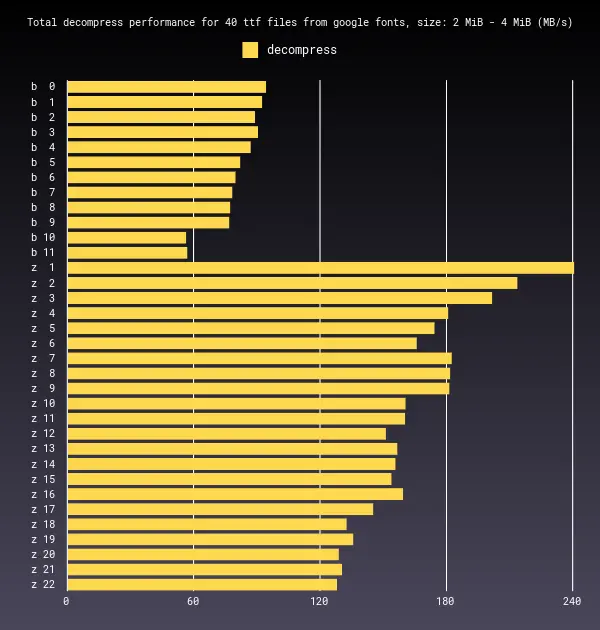 Total decompress performance for 40 ttf files from google fonts, size: 2 MiB - 4 MiB (MB/s)
decompress
b 0
b 1
b 2
b 3
b 4
b 5
b 6
b 7
b 8
b 9
b 10
b 11
z 1
z 2
z 3
z 4
z 5
z 6
z 7
z 8
z 9
z 10
z 11
z 12
z 13
z 14
z 15
z 16
z 17
z 18
z 19
z 20
z 21
z 22
0 60 120 180 240